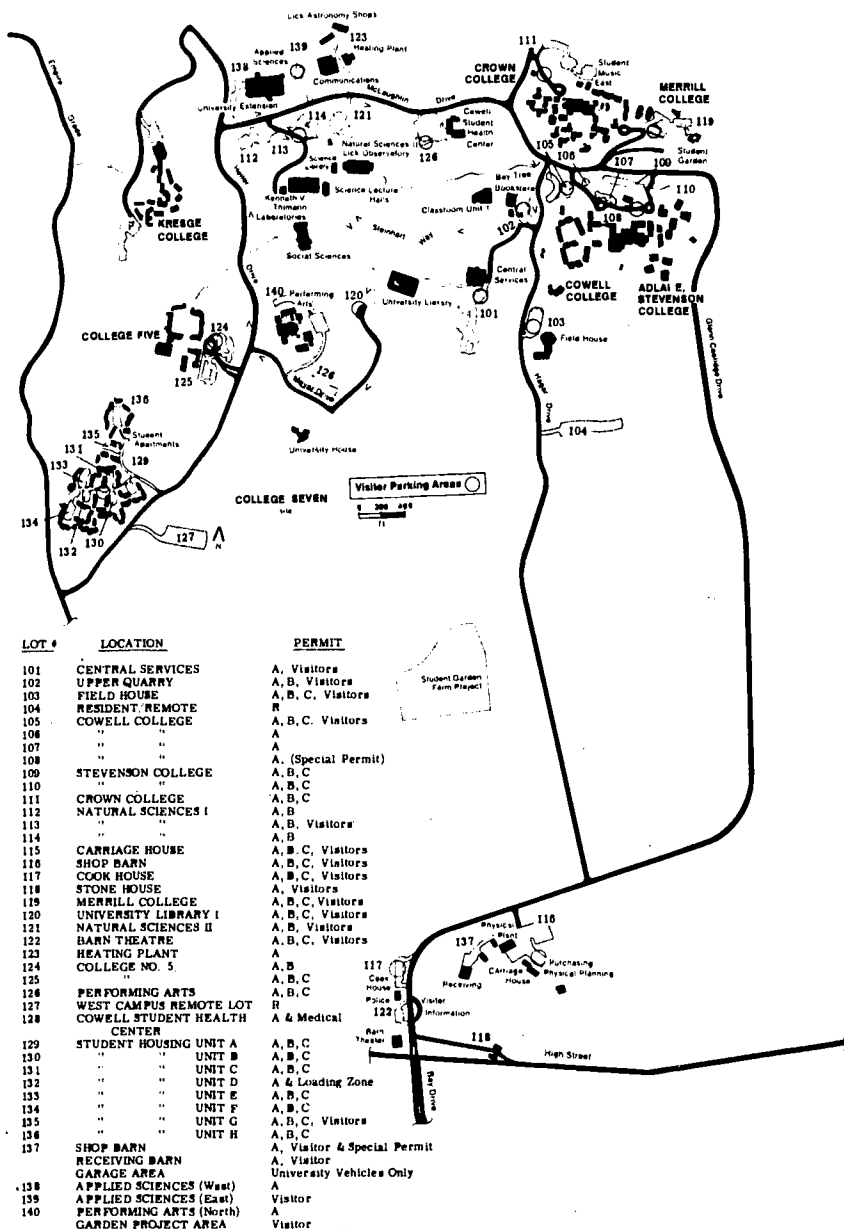 Lick Astronomy Shops
111
123
139
Applied
Sciences
Heating Plant
138
Communications
CROWN
COLLEGE
Student
Music
East
MERRILL
COLLEGE
Empire
Grade
University Extension
McLaughlin
Drive
119
114
121
Cowell
Student
Health
Center
112
113
Natural Sciences II
Lick Observatory
126
105
106
107
109
Student
Garden
Science
Library
Bay Tree
Bookstore
110
Kenneth V.
Thimann
Laboratories
Science Lecture
Halls
Classroom Unit 1
108
KRESGE
COLLEGE
Steinhart
Way
102
Social Sciences
Heller
Drive
Central
Services
COWELL
COLLEGE
ADLAI E.
STEVENSON
COLLEGE
140
Performing
Arts
120
University Library
101
COLLEGE FIVE
124
103
Field House
Glenn Coolidge Drive
125
126
Meyer Drive
136
Hagar
Drive
Student
Apartments
135
131
129
104
133
University House
COLLEGE SEVEN
site
Visitor Parking Areas
134
0 200 400
ft
132
130
127
N
LOT # LOCATION PERMIT
101 CENTRAL SERVICES A, Visitors
102 UPPER QUARRY A, B, Visitors
103 FIELD HOUSE A, B, C, Visitors
104 RESIDENT/REMOTE R
105 COWELL COLLEGE A, B, C. Visitors
106 " " A
107 " " A
108 " " A, (Special Permit)
109 STEVENSON COLLEGE A, B, C
110 " " A, B, C
111 CROWN COLLEGE A, B, C
112 NATURAL SCIENCES I A, B
113 " " A, B, Visitors
114 " " A, B
115 CARRIAGE HOUSE A, B, C, Visitors
116 SHOP BARN A, B, C, Visitors
117 COOK HOUSE A, B, C, Visitors
118 STONE HOUSE A, Visitors
119 MERRILL COLLEGE A, B, C, Visitors
120 UNIVERSITY LIBRARY I A, B, C, Visitors
121 NATURAL SCIENCES II A, B, Visitors
122 BARN THEATRE A, B, C, Visitors
123 HEATING PLANT A
124 COLLEGE NO. 5 A, B
125 " A, B, C
126 PERFORMING ARTS A, B, C
127 WEST CAMPUS REMOTE LOT R
128 COWELL STUDENT HEALTH A & Medical
CENTER
129 STUDENT HOUSING UNIT A A, B, C
130 " " UNIT B A, B, C
131 " " UNIT C A, B, C
132 " " UNIT D A & Loading Zone
133 " " UNIT E A, B, C
134 " " UNIT F A, B, C
135 " " UNIT G A, B, C, Visitors
136 " " UNIT H A, B, C
137 SHOP BARN A, Visitor & Special Permit
RECEIVING BARN A, Visitor
GARAGE AREA University Vehicles Only
138 APPLIED SCIENCES (West) A
139 APPLIED SCIENCES (East) Visitor
140 PERFORMING ARTS (North) A
GARDEN PROJECT AREA Visitor
Student Garden
Farm Project
Physical
Plant
116
137
117
Purchasing
Physical Planning
Cook
House
Receiving
CArriage
House
Police
Visitor
Information
122
Barn
Theater
118
High Street
Bay Drive